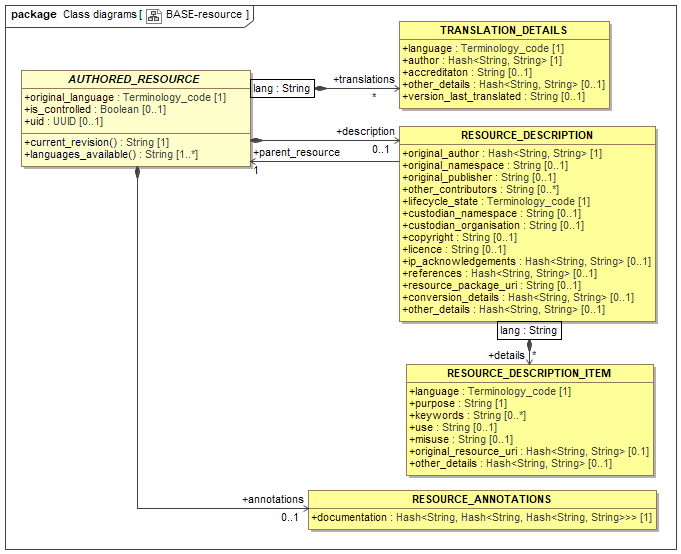 package Class diagrams [ BASE-resource ]
TRANSLATION_DETAILS
+language : Terminology_code [1]
+author : Hash<String, String> [1]
+accreditaton : String [0..1]
+other_details : Hash<String, String> [0..1]
+version_last_translated : String [0..1]
AUTHORED_RESOURCE
+original_language : Terminology_code [1]
+is_controlled : Boolean [0..1]
+uid : UUID [0..1]
+current_revision() : String [1]
+languages_available() : String [1..*]
lang : String
+translations
*
+description
0..1
+parent_resource
1
RESOURCE_DESCRIPTION
+original_author : Hash<String, String> [1]
+original_namespace : String [0..1]
+original_publisher : String [0..1]
+other_contributors : String [0..*]
+lifecycle_state : Terminology_code [1]
+custodian_namespace : String [0..1]
+custodian_organisation : String [0..1]
+copyright : String [0..1]
+licence : String [0..1]
+ip_acknowledgements : Hash<String, String> [0..1]
+references : Hash<String, String> [0..1]
+resource_package_uri : String [0..1]
+conversion_details : Hash<String, String> [0..1]
+other_details : Hash<String, String> [0..1]
lang : String
+details
*
RESOURCE_DESCRIPTION_ITEM
+language : Terminology_code [1]
+purpose : String [1]
+keywords : String [0..*]
+use : String [0..1]
+misuse : String [0..1]
+original_resource_uri : Hash<String, String> [0.1]
+other_details : Hash<String, String> [0..1]
+annotations
0..1
RESOURCE_ANNOTATIONS
+documentation : Hash<String, Hash<String, Hash<String, String>>> [1]